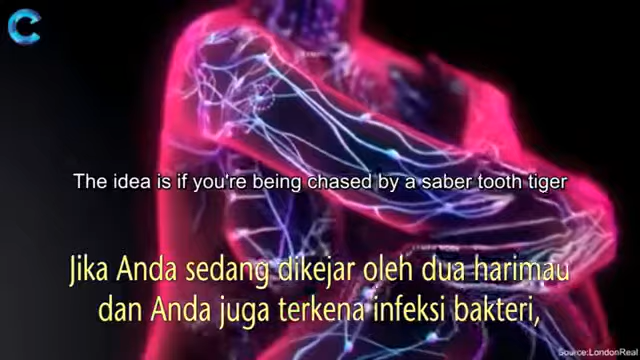 The idea is if you're being chased by a saber tooth tiger
Jika Anda sedang dikejar oleh dua harimau
dan Anda juga terkena infeksi bakteri,
Source:LondonReal